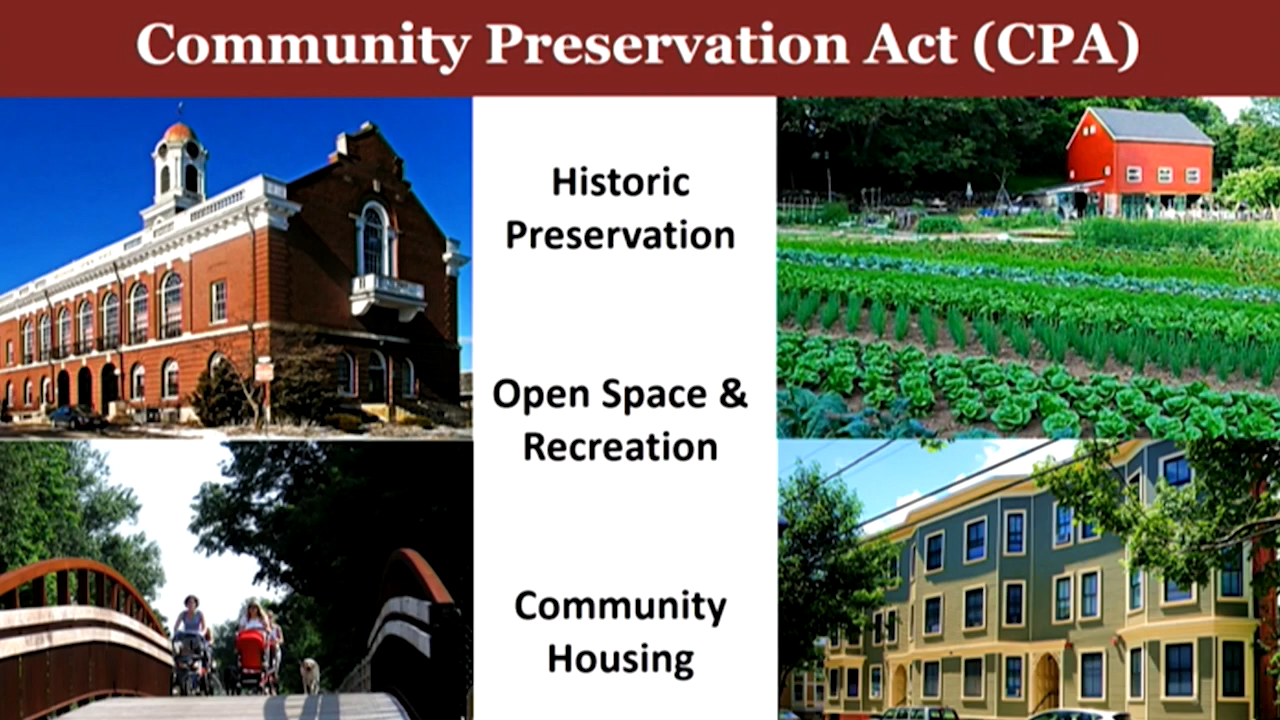 Community Preservation Act (CPA)
Historic
Preservation
Open Space &
Recreation
Community
Housing